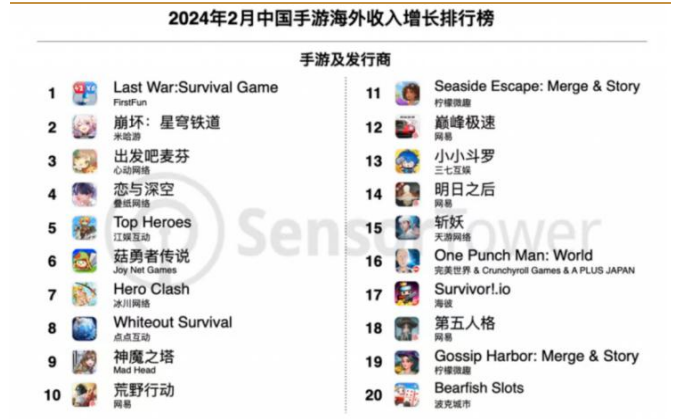 2024年2月中国手游海外收入增长排行榜
手游及发行商
1 Last War:Survival Game
FirstFun
2 崩坏：星穹铁道
米哈游
3 出发吧麦芬
心动网络
4 恋与深空
叠纸网络
5 Top Heroes
江娱互动
6 菇勇者传说
Joy Net Games
7 Hero Clash
冰川网络
8 Whiteout Survival
点点互动
9 神魔之塔
Mad Head
10 荒野行动
网易
11 Seaside Escape: Merge & Story
柠檬微趣
12 巅峰极速
网易
13 小小斗罗
三七互娱
14 明日之后
网易
15 斩妖
天游网络
16 One Punch Man: World
完美世界 & Crunchyroll Games & A PLUS JAPAN
17 Survivor!.io
海彼
18 第五人格
网易
19 Gossip Harbor: Merge & Story
柠檬微趣
20 Bearfish Slots
波克城市
SensorTower